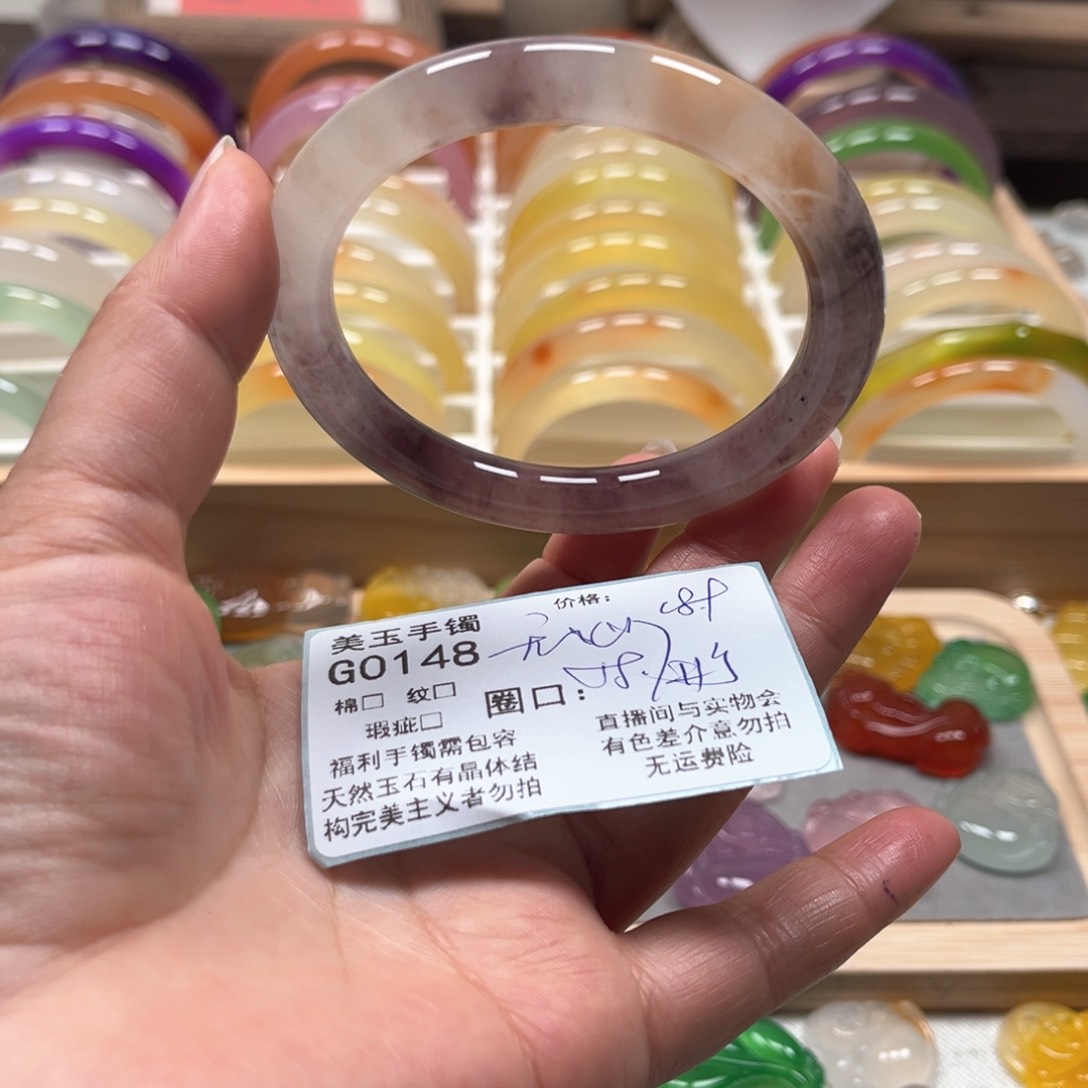 美玉手镯
价格:
G0148
棉□ 纹□
圈口:
瑕疵□
福利手镯需包容
天然玉石有晶体结
构完美主义者勿拍
直播间与实物会
有色差介意勿拍
无运费险